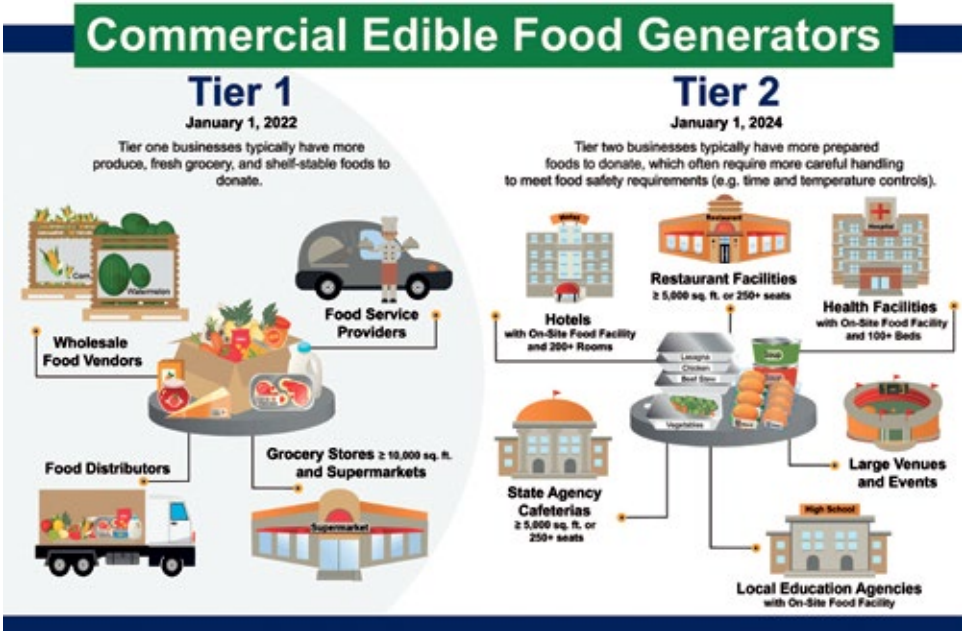 Commercial Edible Food Generators
Tier 1
January 1, 2022
Tier one businesses typically have more
produce, fresh grocery, and shelf-stable foods to
donate.
Corn
Watermelon
Wholesale
Food Vendors
Food Service
Providers
Food Distributors
Grocery Stores ≥ 10,000 sq. ft.
and Supermarkets
Supermarket
Tier 2
January 1, 2024
Tier two businesses typically have more prepared
foods to donate, which often require more careful handling
to meet food safety requirements (e.g. time and temperature controls).
Hotel
Hotels
with On-Site Food Facility
and 200+ Rooms
Restaurant
Restaurant Facilities
≥ 5,000 sq. ft. or 250+ seats
Hospital
Health Facilities
with On-Site Food Facility
and 100+ Beds
Lasagna
Chicken
Beef Stew
Vegetables
Soup
State Agency
Cafeterias
≥ 5,000 sq. ft. or
250+ seats
Large Venues
and Events
High School
Local Education Agencies
with On-Site Food Facility